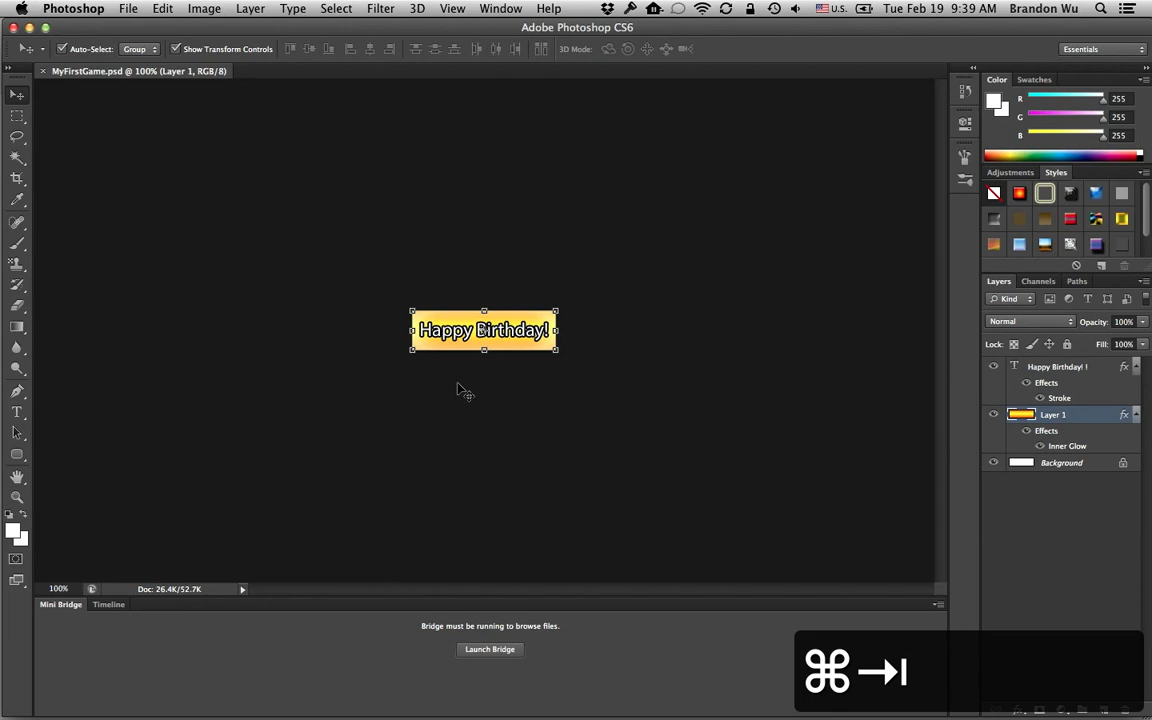 Photoshop File Edit Image Layer Type Select Filter 3D View Window Help U.S. Tue Feb 19 9:39 AM Brandon Wu
Adobe Photoshop CS6
Auto-Select: Group Show Transform Controls 3D Mode: Essentials
× MyFirstGame.psd @ 100% (Layer 1, RGB/8)
Color Swatches
R 255
G 255
B 255
Adjustments Styles
Layers Channels Paths
Kind
Normal Opacity: 100%
Lock: Fill: 100%
T Happy Birthday! ! fx
Effects
Stroke
Layer 1 fx
Effects
Inner Glow
Background
Happy Birthday!
100% Doc: 26.4K/52.7K
Mini Bridge Timeline
Bridge must be running to browse files.
Launch Bridge
⌘⇥